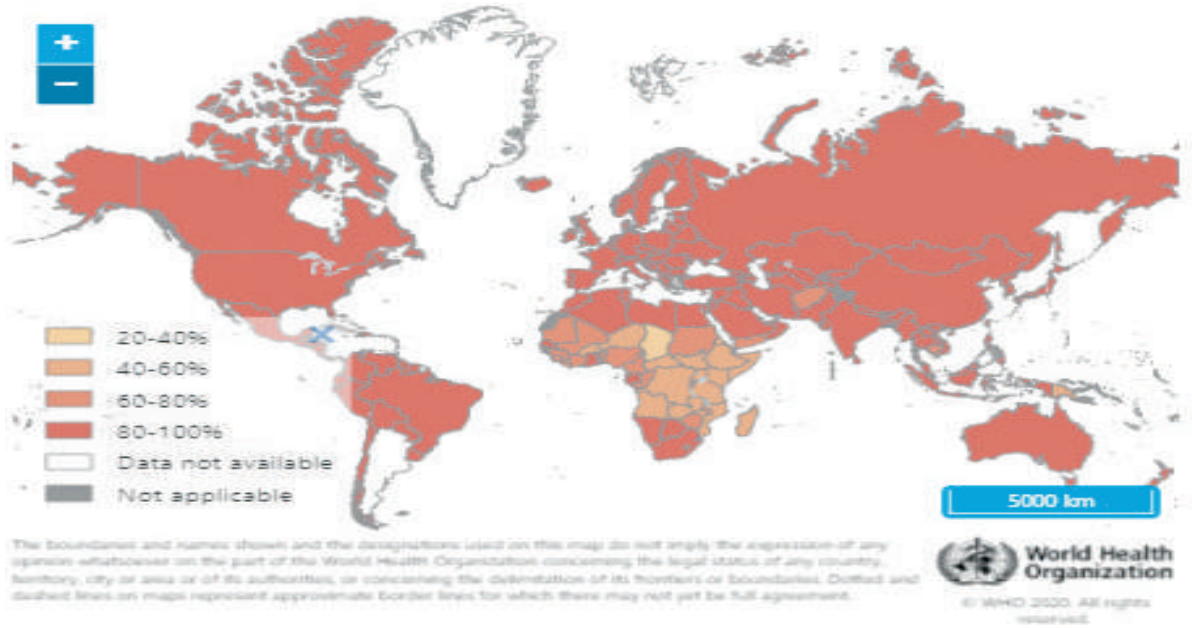 +
−
20-40%
40-60%
60-80%
80-100%
Data not available
Not applicable
5000 km
The boundaries and names shown and the designations used on this map do not imply the expression of any
opinion whatsoever on the part of the World Health Organization concerning the legal status of any country,
territory, city or area or of its authorities, or concerning the delimitation of its frontiers or boundaries. Dotted and
dashed lines on maps represent approximate border lines for which there may not yet be full agreement.
World Health
Organization
© WHO 2020. All rights
reserved.